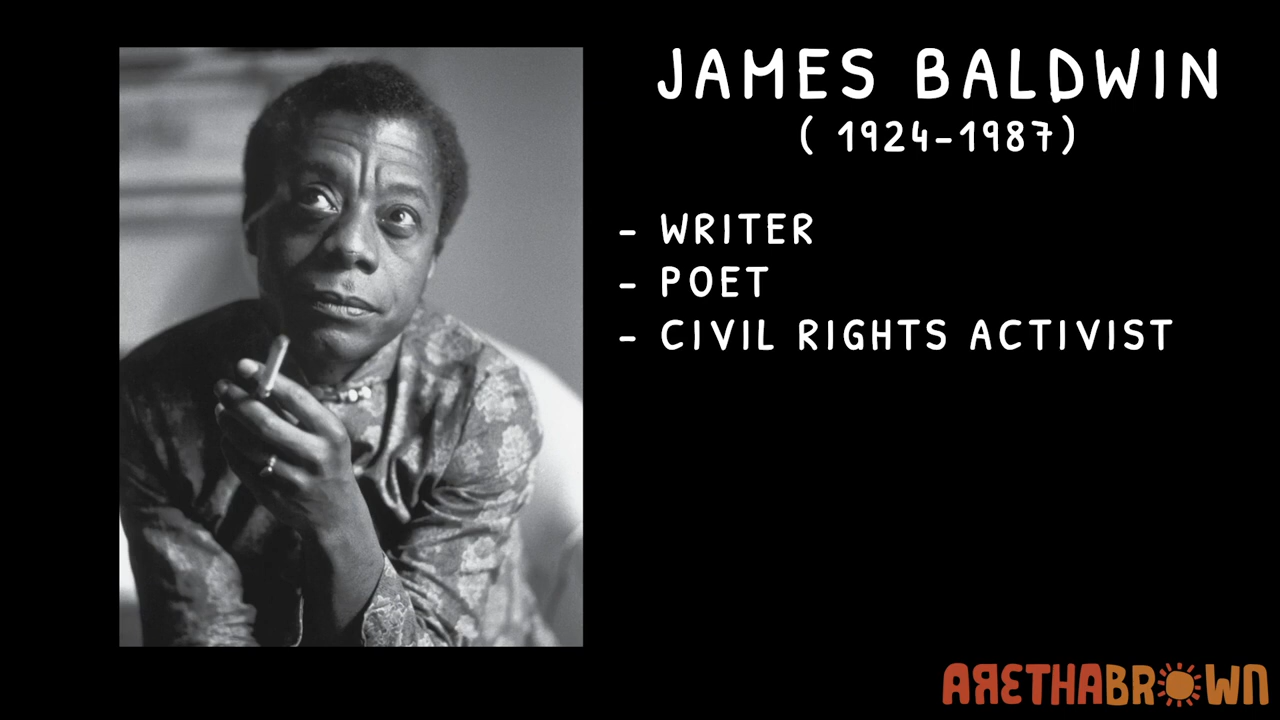 JAMES BALDWIN
( 1924-1987)
- WRITER
- POET
- CIVIL RIGHTS ACTIVIST
ARETHABROWN